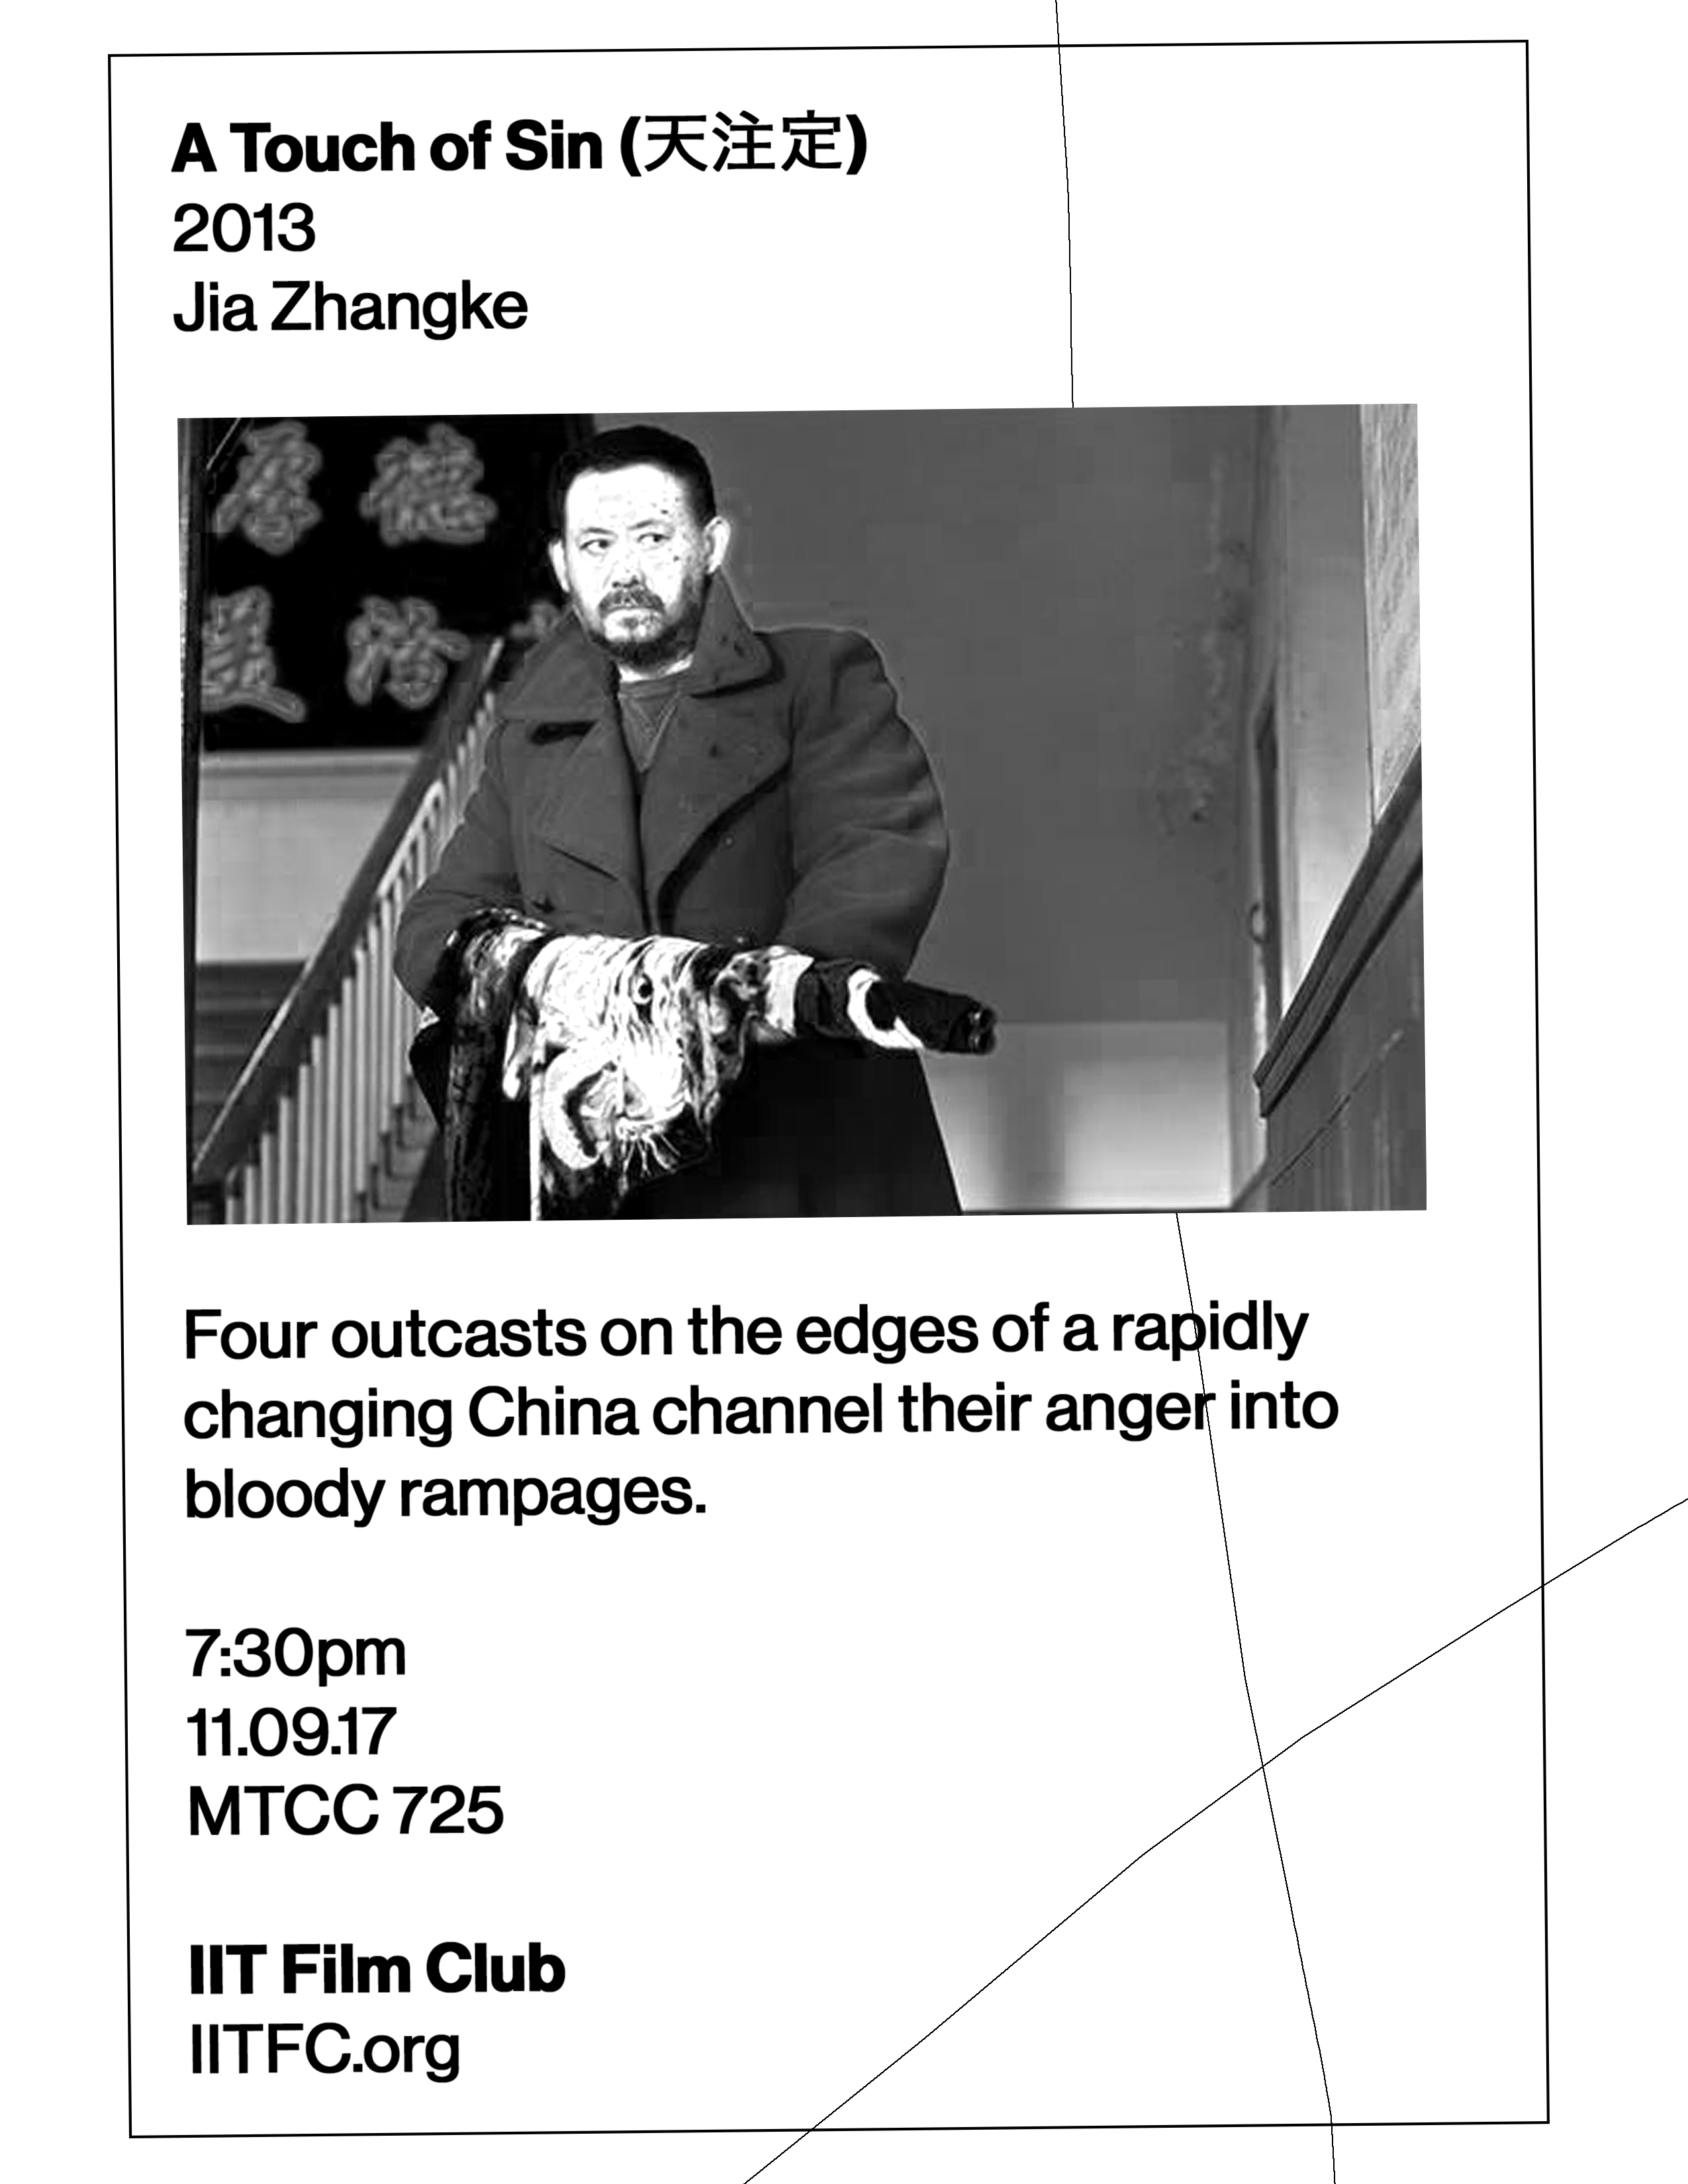 A Touch of Sin (天注定)
2013
Jia Zhangke
德
Four outcasts on the edges of a rapidly
changing China channel their anger into
bloody rampages.
7:30pm
11.09.17
MTCC 725
IIT Film Club
IITFC.org